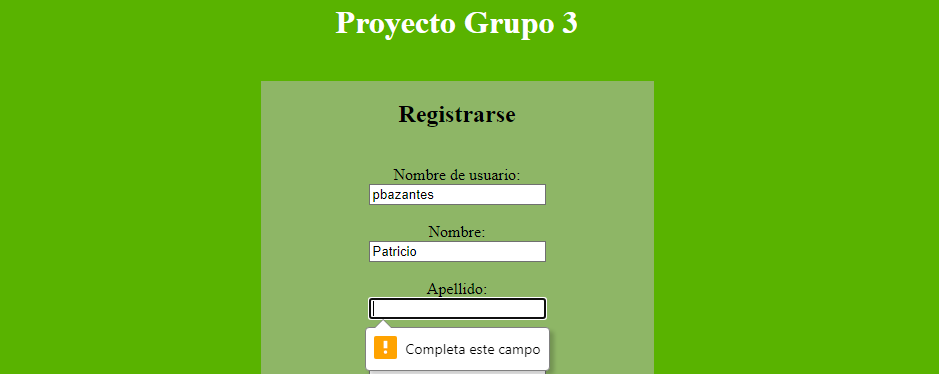 Proyecto Grupo 3
Registrarse
Nombre de usuario:
pbazantes
Nombre:
Patricio
Apellido:
Completa este campo